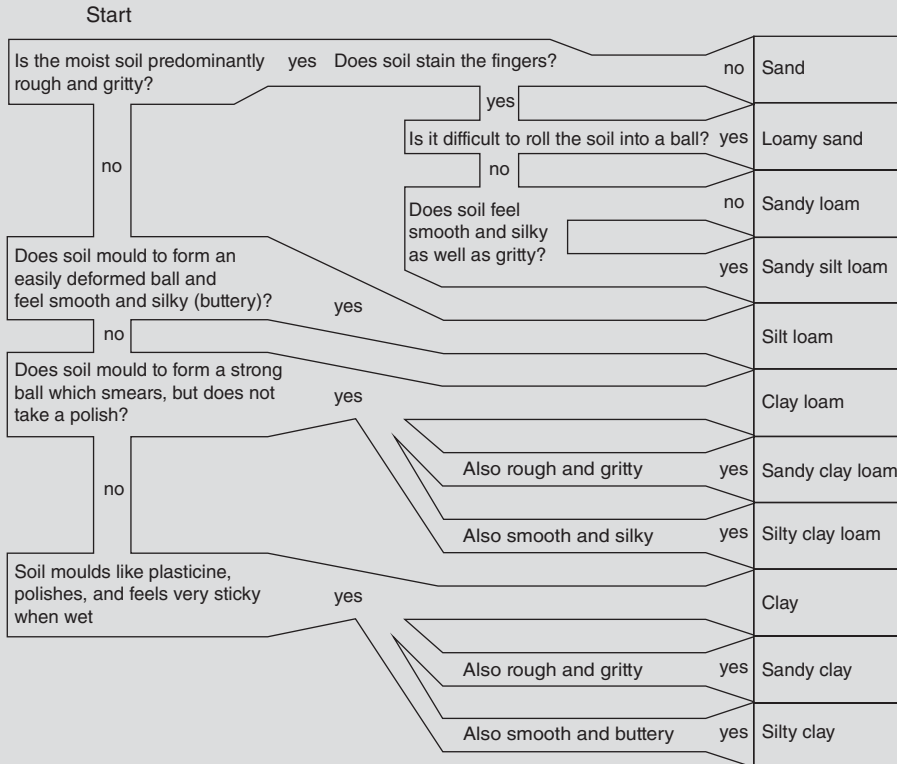 Start
Is the moist soil predominantly
rough and gritty?
yes
Does soil stain the fingers?
no
Sand
yes
Is it difficult to roll the soil into a ball?
yes
Loamy sand
no
no
Does soil feel
smooth and silky
as well as gritty?
no
Sandy loam
yes
Sandy silt loam
Does soil mould to form an
easily deformed ball and
feel smooth and silky (buttery)?
yes
Silt loam
no
Does soil mould to form a strong
ball which smears, but does not
take a polish?
yes
Clay loam
Also rough and gritty
yes
Sandy clay loam
no
Also smooth and silky
yes
Silty clay loam
Soil moulds like plasticine,
polishes, and feels very sticky
when wet
yes
Clay
Also rough and gritty
yes
Sandy clay
Also smooth and buttery
yes
Silty clay